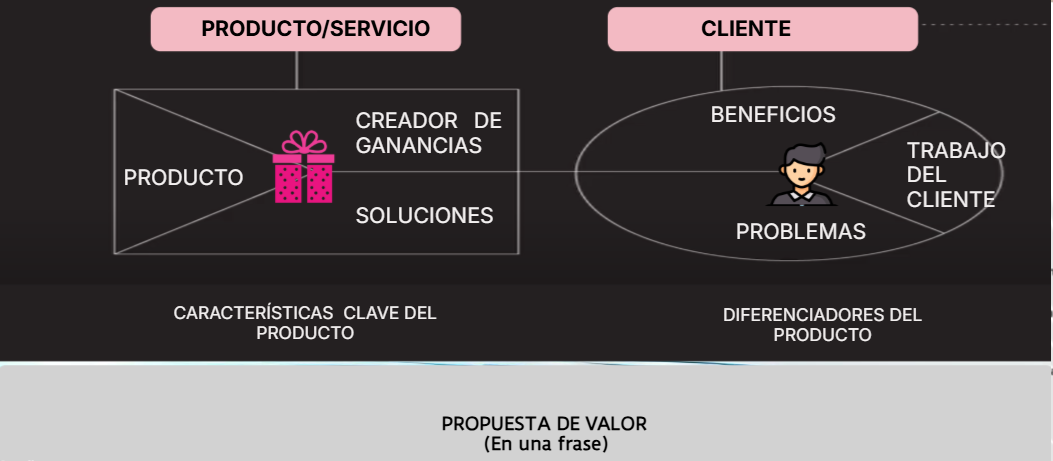 PRODUCTO/SERVICIO
CLIENTE
PRODUCTO
CREADOR DE
GANANCIAS
SOLUCIONES
BENEFICIOS
TRABAJO
DEL
CLIENTE
PROBLEMAS
CARACTERÍSTICAS CLAVE DEL
PRODUCTO
DIFERENCIADORES DEL
PRODUCTO
PROPUESTA DE VALOR
(En una frase)